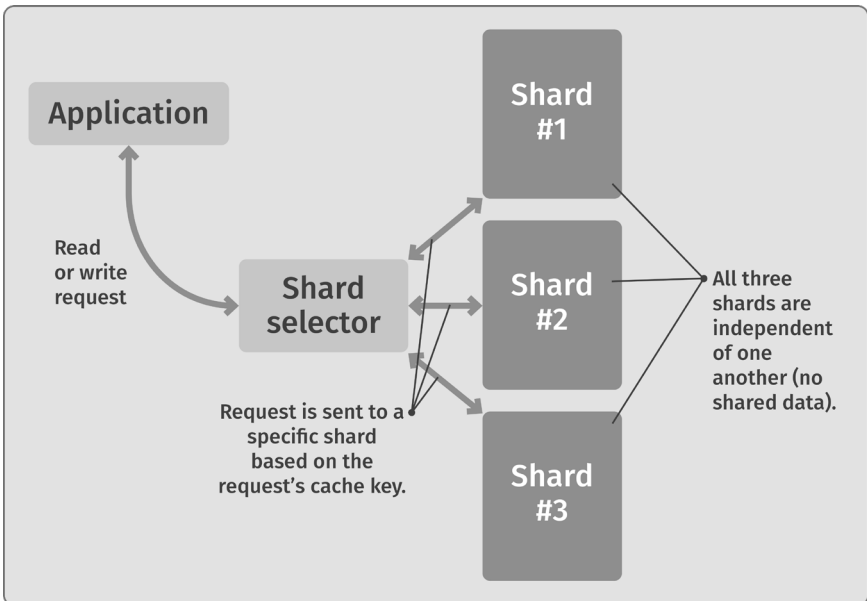 Application
Read
or write
request
Shard
selector
Request is sent to a
specific shard
based on the
request's cache key.
Shard
#1
Shard
#2
Shard
#3
All three
shards are
independent
of one
another (no
shared data).